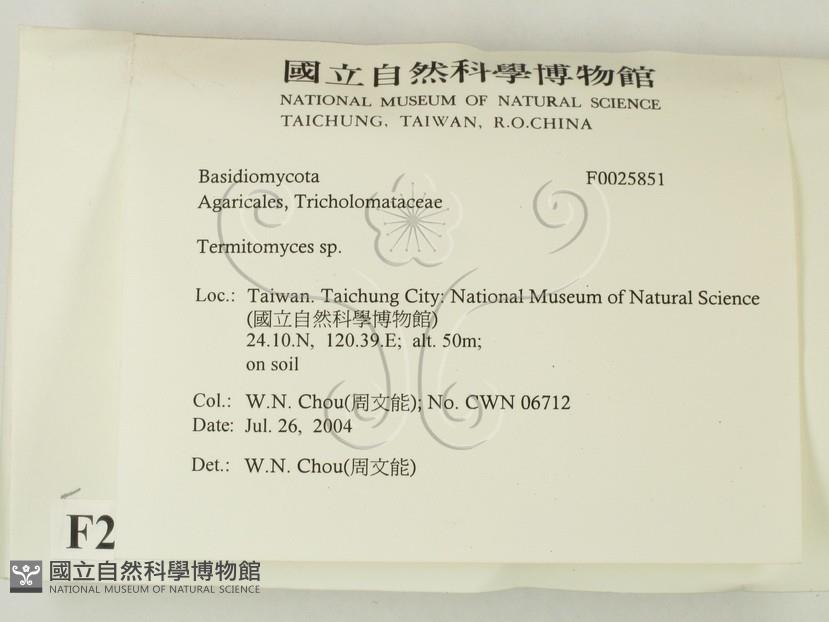 國立自然科學博物館
NATIONAL MUSEUM OF NATURAL SCIENCE
TAICHUNG, TAIWAN, R.O.CHINA
Basidiomycota F0025851
Agaricales, Tricholomataceae
Termitomyces sp.
Loc.: Taiwan. Taichung City: National Museum of Natural Science
(國立自然科學博物館)
24.10.N, 120.39.E; alt. 50m;
on soil
Col.: W.N. Chou(周文能); No. CWN 06712
Date: Jul. 26, 2004
Det.: W.N. Chou(周文能)
F2
國立自然科學博物館
NATIONAL MUSEUM OF NATURAL SCIENCE